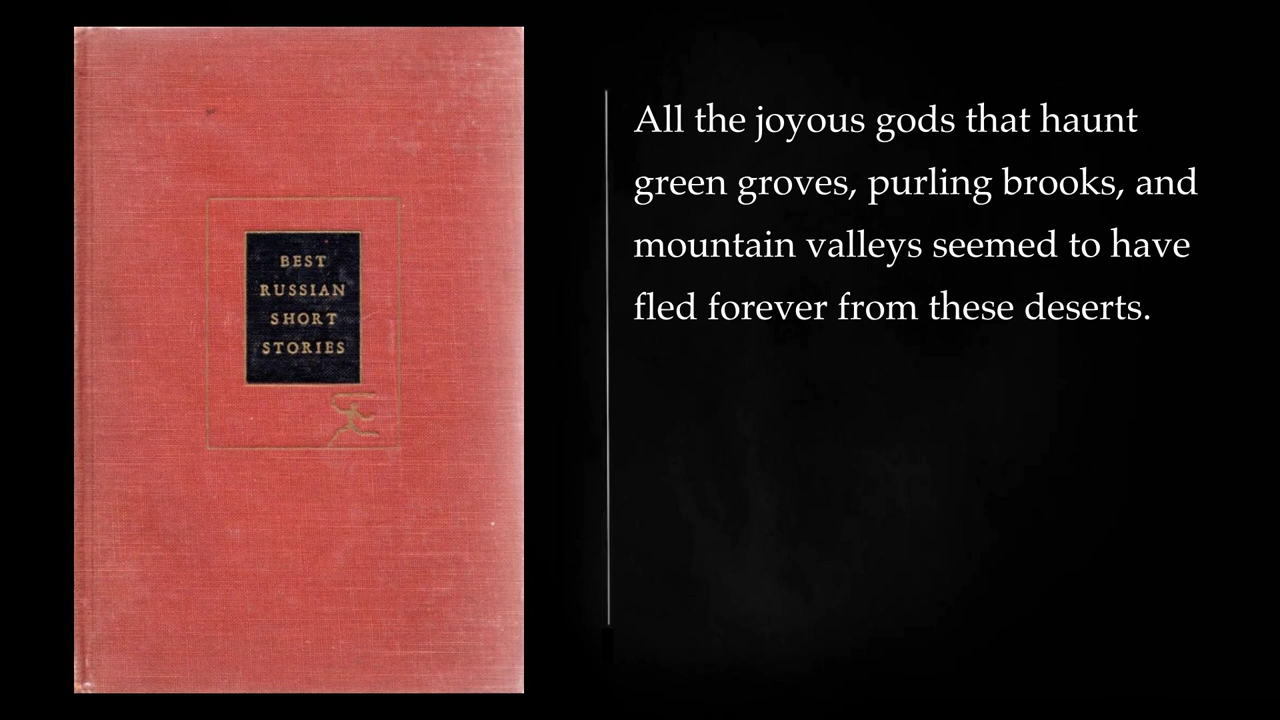 BEST
RUSSIAN
SHORT
STORIES
All the joyous gods that haunt
green groves, purling brooks, and
mountain valleys seemed to have
fled forever from these deserts.